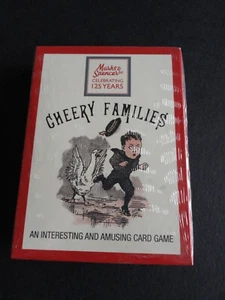 Marks &
Spencer
CELEBRATING
125 YEARS
CHEERY FAMILIES
AN INTERESTING AND AMUSING CARD GAME